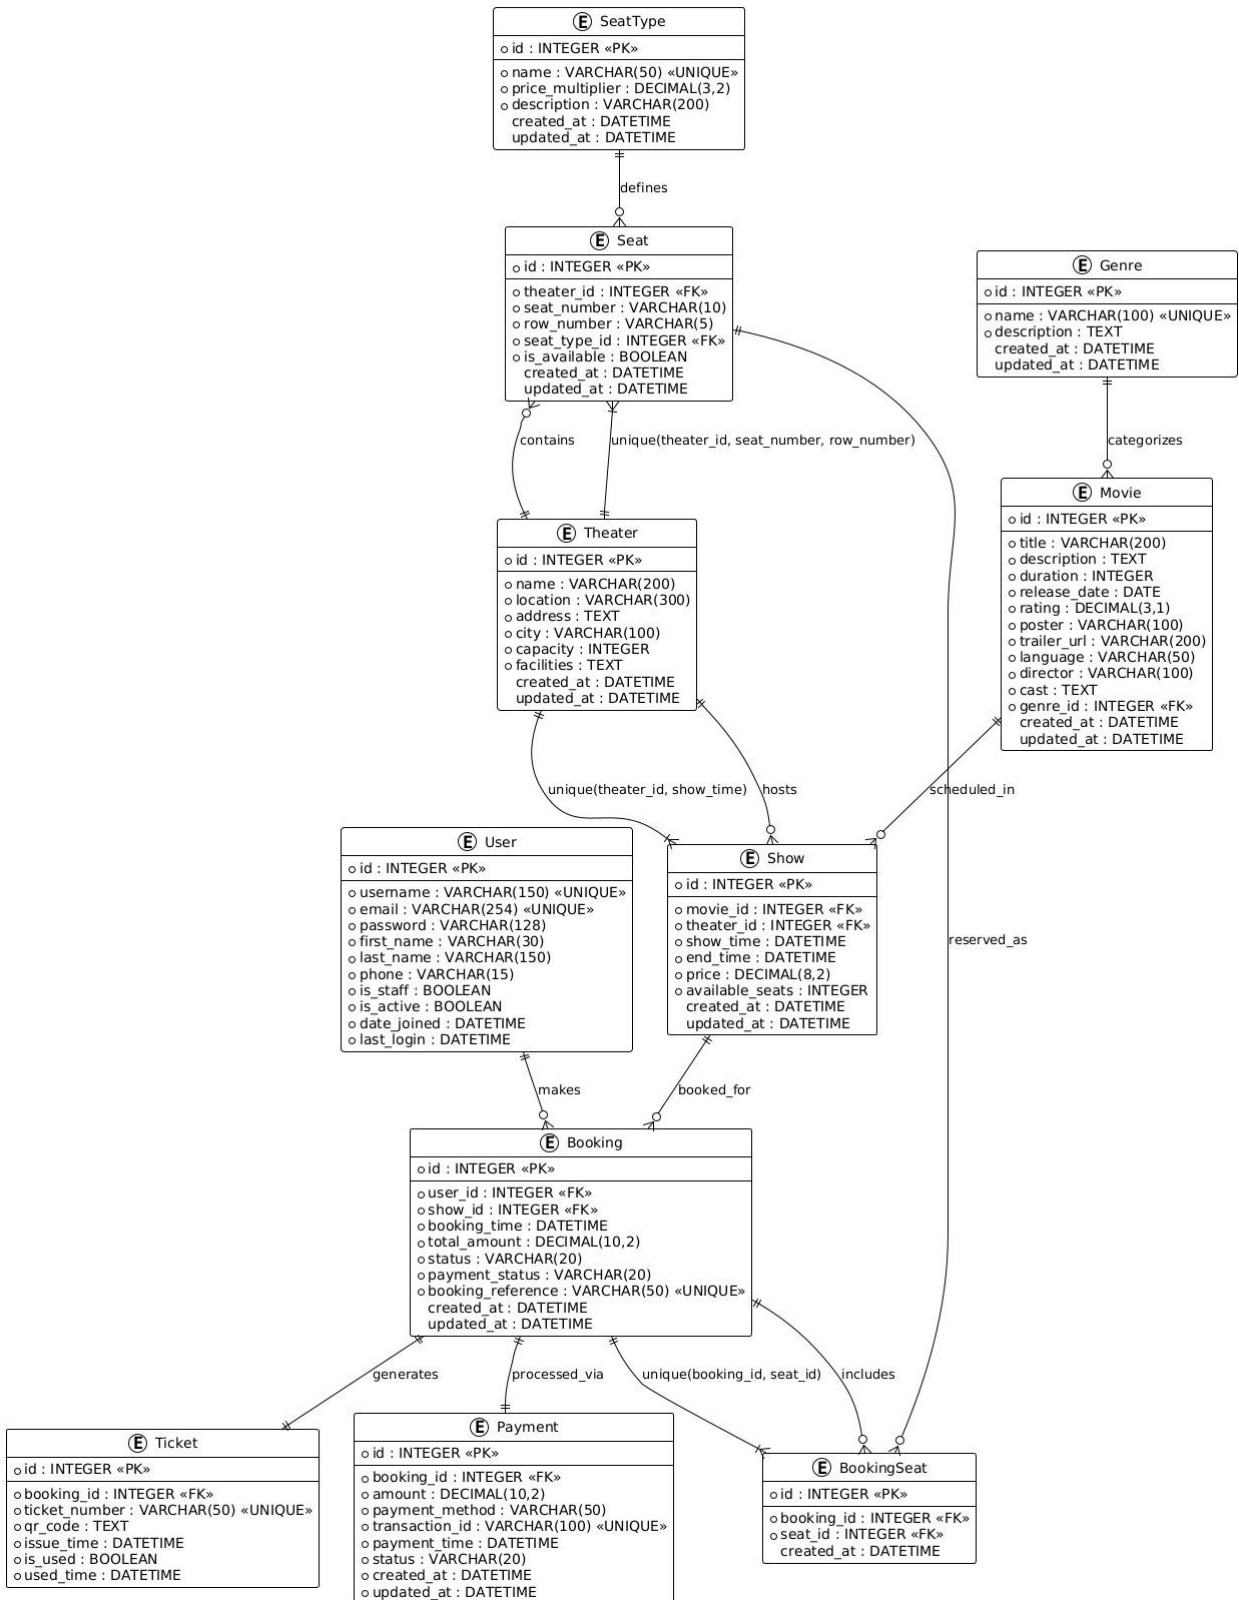 E SeatType
id : INTEGER «PK»
name : VARCHAR(50) «UNIQUE»
price_multiplier : DECIMAL(3,2)
description : VARCHAR(200)
created_at : DATETIME
updated_at : DATETIME
defines
E Seat
id : INTEGER «PK»
theater_id : INTEGER «FK»
seat_number : VARCHAR(10)
row_number : VARCHAR(5)
seat_type_id : INTEGER «FK»
is_available : BOOLEAN
created_at : DATETIME
updated_at : DATETIME
E Genre
id : INTEGER «PK»
name : VARCHAR(100) «UNIQUE»
description : TEXT
created_at : DATETIME
updated_at : DATETIME
contains
unique(theater_id, seat_number, row_number)
categorizes
E Theater
id : INTEGER «PK»
name : VARCHAR(200)
location : VARCHAR(300)
address : TEXT
city : VARCHAR(100)
capacity : INTEGER
facilities : TEXT
created_at : DATETIME
updated_at : DATETIME
E Movie
id : INTEGER «PK»
title : VARCHAR(200)
description : TEXT
duration : INTEGER
release_date : DATE
rating : DECIMAL(3,1)
poster : VARCHAR(100)
trailer_url : VARCHAR(200)
language : VARCHAR(50)
director : VARCHAR(100)
cast : TEXT
genre_id : INTEGER «FK»
created_at : DATETIME
updated_at : DATETIME
unique(theater_id, show_time)
hosts
scheduled_in
E User
id : INTEGER «PK»
username : VARCHAR(150) «UNIQUE»
email : VARCHAR(254) «UNIQUE»
password : VARCHAR(128)
first_name : VARCHAR(30)
last_name : VARCHAR(150)
phone : VARCHAR(15)
is_staff : BOOLEAN
is_active : BOOLEAN
date_joined : DATETIME
last_login : DATETIME
E Show
id : INTEGER «PK»
movie_id : INTEGER «FK»
theater_id : INTEGER «FK»
show_time : DATETIME
end_time : DATETIME
price : DECIMAL(8,2)
available_seats : INTEGER
created_at : DATETIME
updated_at : DATETIME
reserved_as
makes
booked_for
E Booking
id : INTEGER «PK»
user_id : INTEGER «FK»
show_id : INTEGER «FK»
booking_time : DATETIME
total_amount : DECIMAL(10,2)
status : VARCHAR(20)
payment_status : VARCHAR(20)
booking_reference : VARCHAR(50) «UNIQUE»
created_at : DATETIME
updated_at : DATETIME
generates
processed_via
unique(booking_id, seat_id)
includes
E Ticket
id : INTEGER «PK»
booking_id : INTEGER «FK»
ticket_number : VARCHAR(50) «UNIQUE»
qr_code : TEXT
issue_time : DATETIME
is_used : BOOLEAN
used_time : DATETIME
E Payment
id : INTEGER «PK»
booking_id : INTEGER «FK»
amount : DECIMAL(10,2)
payment_method : VARCHAR(50)
transaction_id : VARCHAR(100) «UNIQUE»
payment_time : DATETIME
status : VARCHAR(20)
created_at : DATETIME
updated_at : DATETIME
E BookingSeat
id : INTEGER «PK»
booking_id : INTEGER «FK»
seat_id : INTEGER «FK»
created_at : DATETIME